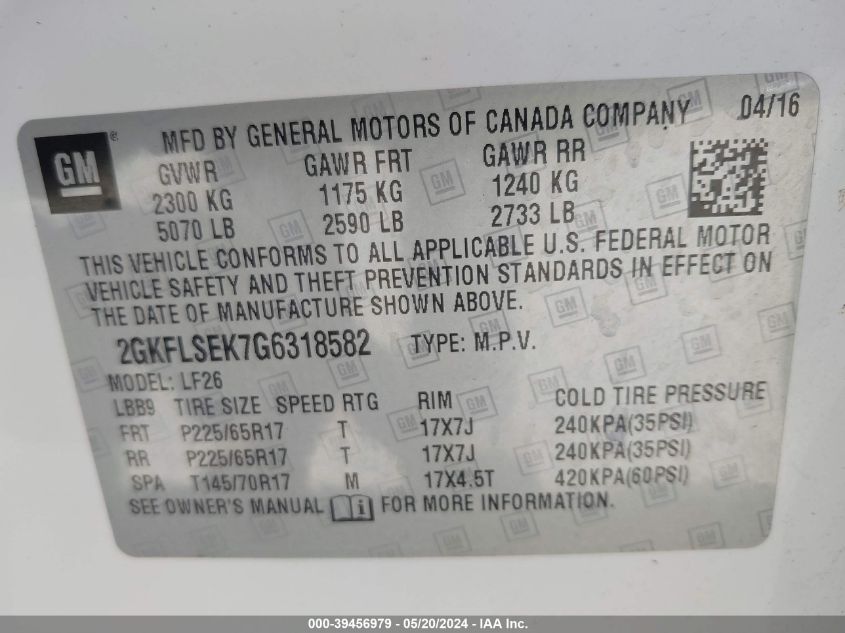 GM ® MFD BY GENERAL MOTORS OF CANADA COMPANY 04/16
GVWR GAWR FRT GAWR RR
2300 KG 1175 KG 1240 KG
5070 LB 2590 LB 2733 LB
THIS VEHICLE CONFORMS TO ALL APPLICABLE U.S. FEDERAL MOTOR
VEHICLE SAFETY AND THEFT PREVENTION STANDARDS IN EFFECT ON
THE DATE OF MANUFACTURE SHOWN ABOVE.
2GKFLSEK7G6318582 TYPE: M.P.V.
MODEL: LF26
LBB9 TIRE SIZE SPEED RTG RIM COLD TIRE PRESSURE
FRT P225/65R17 T 17X7J 240KPA(35PSI)
RR P225/65R17 T 17X7J 240KPA(35PSI)
SPA T145/70R17 M 17X4.5T 420KPA(60PSI)
SEE OWNER'S MANUAL FOR MORE INFORMATION.
000-39456979 - 05/20/2024 - IAA Inc.